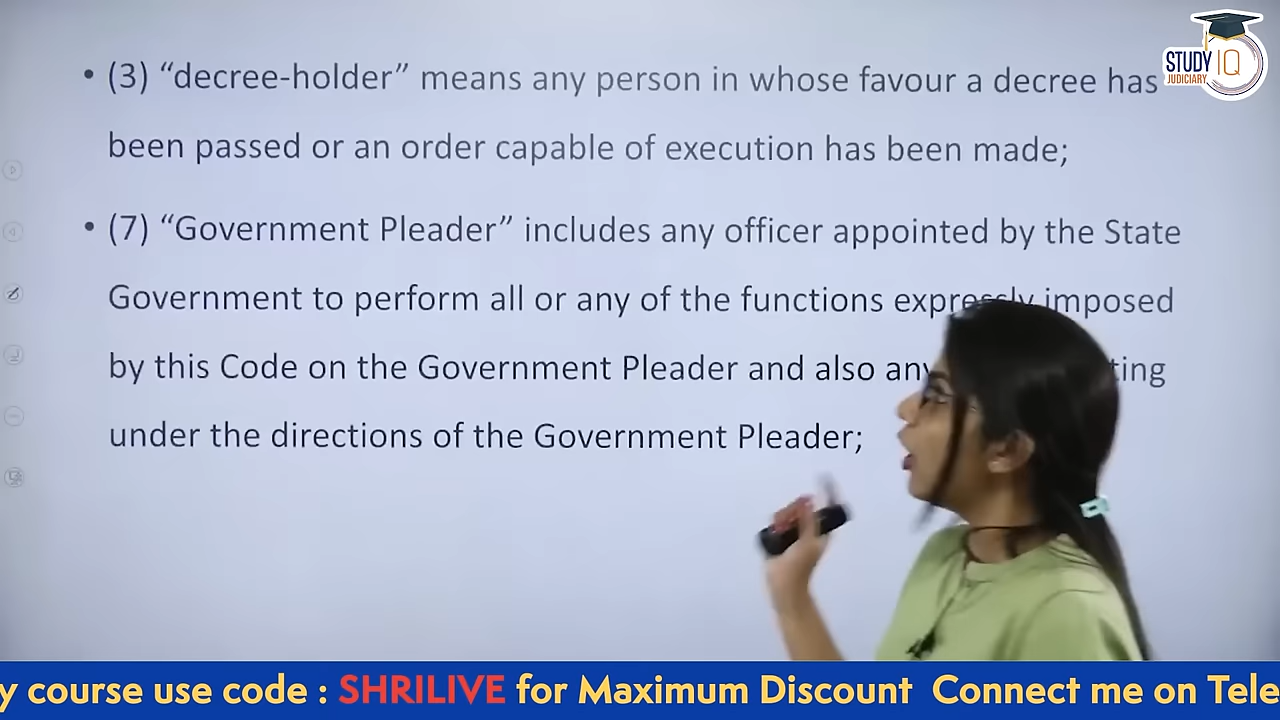 • (3) “decree-holder” means any person in whose favour a decree has
been passed or an order capable of execution has been made;
• (7) “Government Pleader” includes any officer appointed by the State
Government to perform all or any of the functions expressly imposed
by this Code on the Government Pleader and also any
under the directions of the Government Pleader;
STUDY IQ
JUDICIARY
y course use code : SHRILIVE for Maximum Discount Connect me on Tele